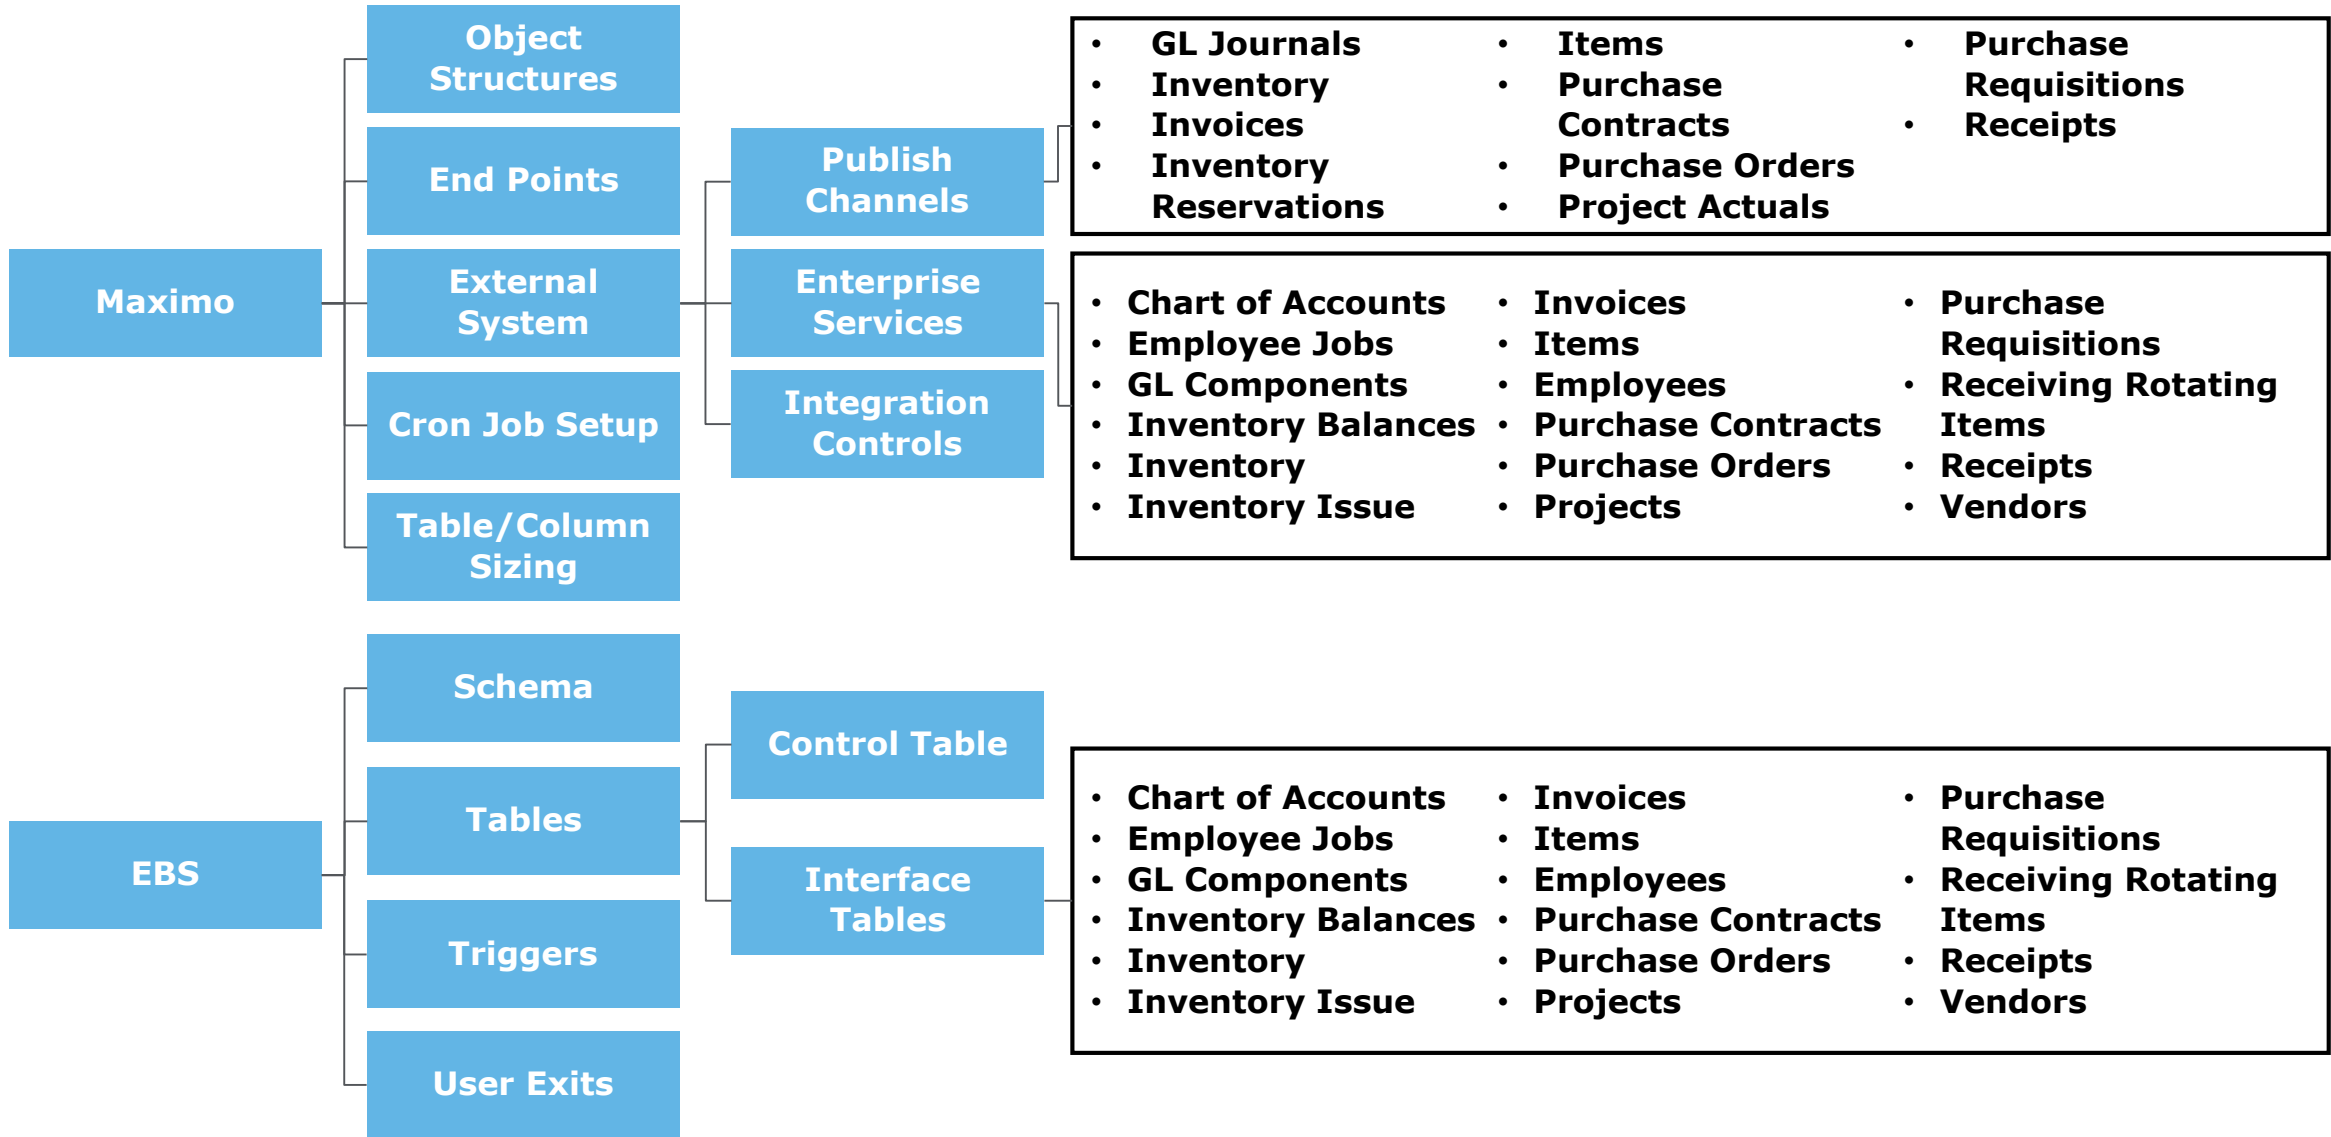 Maximo
Object
Structures
End Points
External
System
Cron Job Setup
Table/Column
Sizing
Publish
Channels
Enterprise
Services
Integration
Controls
• GL Journals
• Inventory
• Invoices
• Inventory
Reservations
• Items
• Purchase
Contracts
• Purchase Orders
• Project Actuals
• Purchase
Requisitions
• Receipts
• Chart of Accounts
• Employee Jobs
• GL Components
• Inventory Balances
• Inventory
• Inventory Issue
• Invoices
• Items
• Employees
• Purchase Contracts
• Purchase Orders
• Projects
• Purchase
Requisitions
• Receiving Rotating
Items
• Receipts
• Vendors
EBS
Schema
Tables
Triggers
User Exits
Control Table
Interface
Tables
• Chart of Accounts
• Employee Jobs
• GL Components
• Inventory Balances
• Inventory
• Inventory Issue
• Invoices
• Items
• Employees
• Purchase Contracts
• Purchase Orders
• Projects
• Purchase
Requisitions
• Receiving Rotating
Items
• Receipts
• Vendors